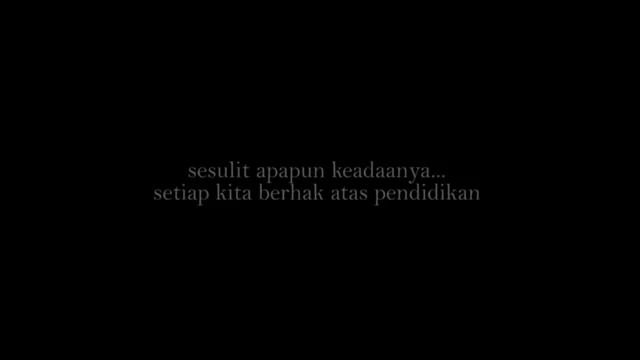 sesulit apapun keadaanya...
setiap kita berhak atas pendidikan